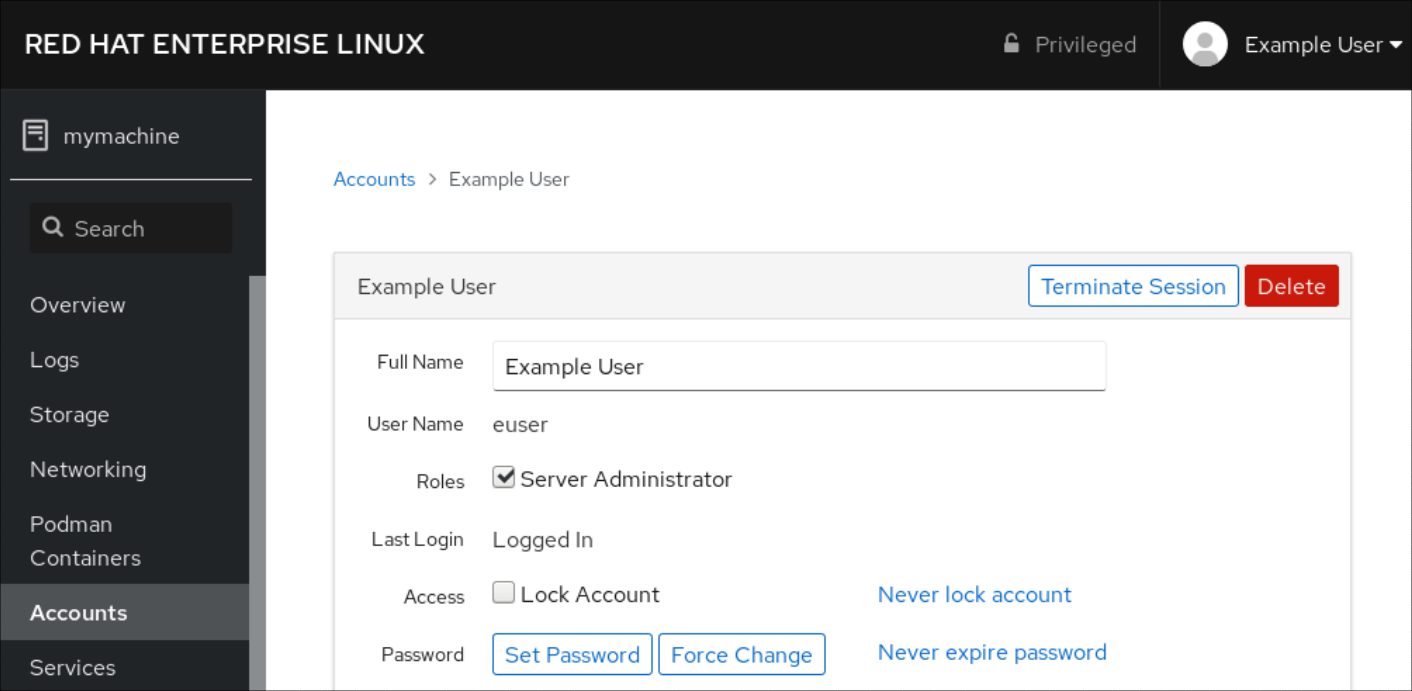 RED HAT ENTERPRISE LINUX
Privileged
Example User
mymachine
Search
Overview
Logs
Storage
Networking
Podman
Containers
Accounts
Services
Accounts > Example User
Example User
Terminate Session
Delete
Full Name
Example User
User Name
euser
Roles
Server Administrator
Last Login
Logged In
Access
Lock Account
Never lock account
Password
Set Password
Force Change
Never expire password